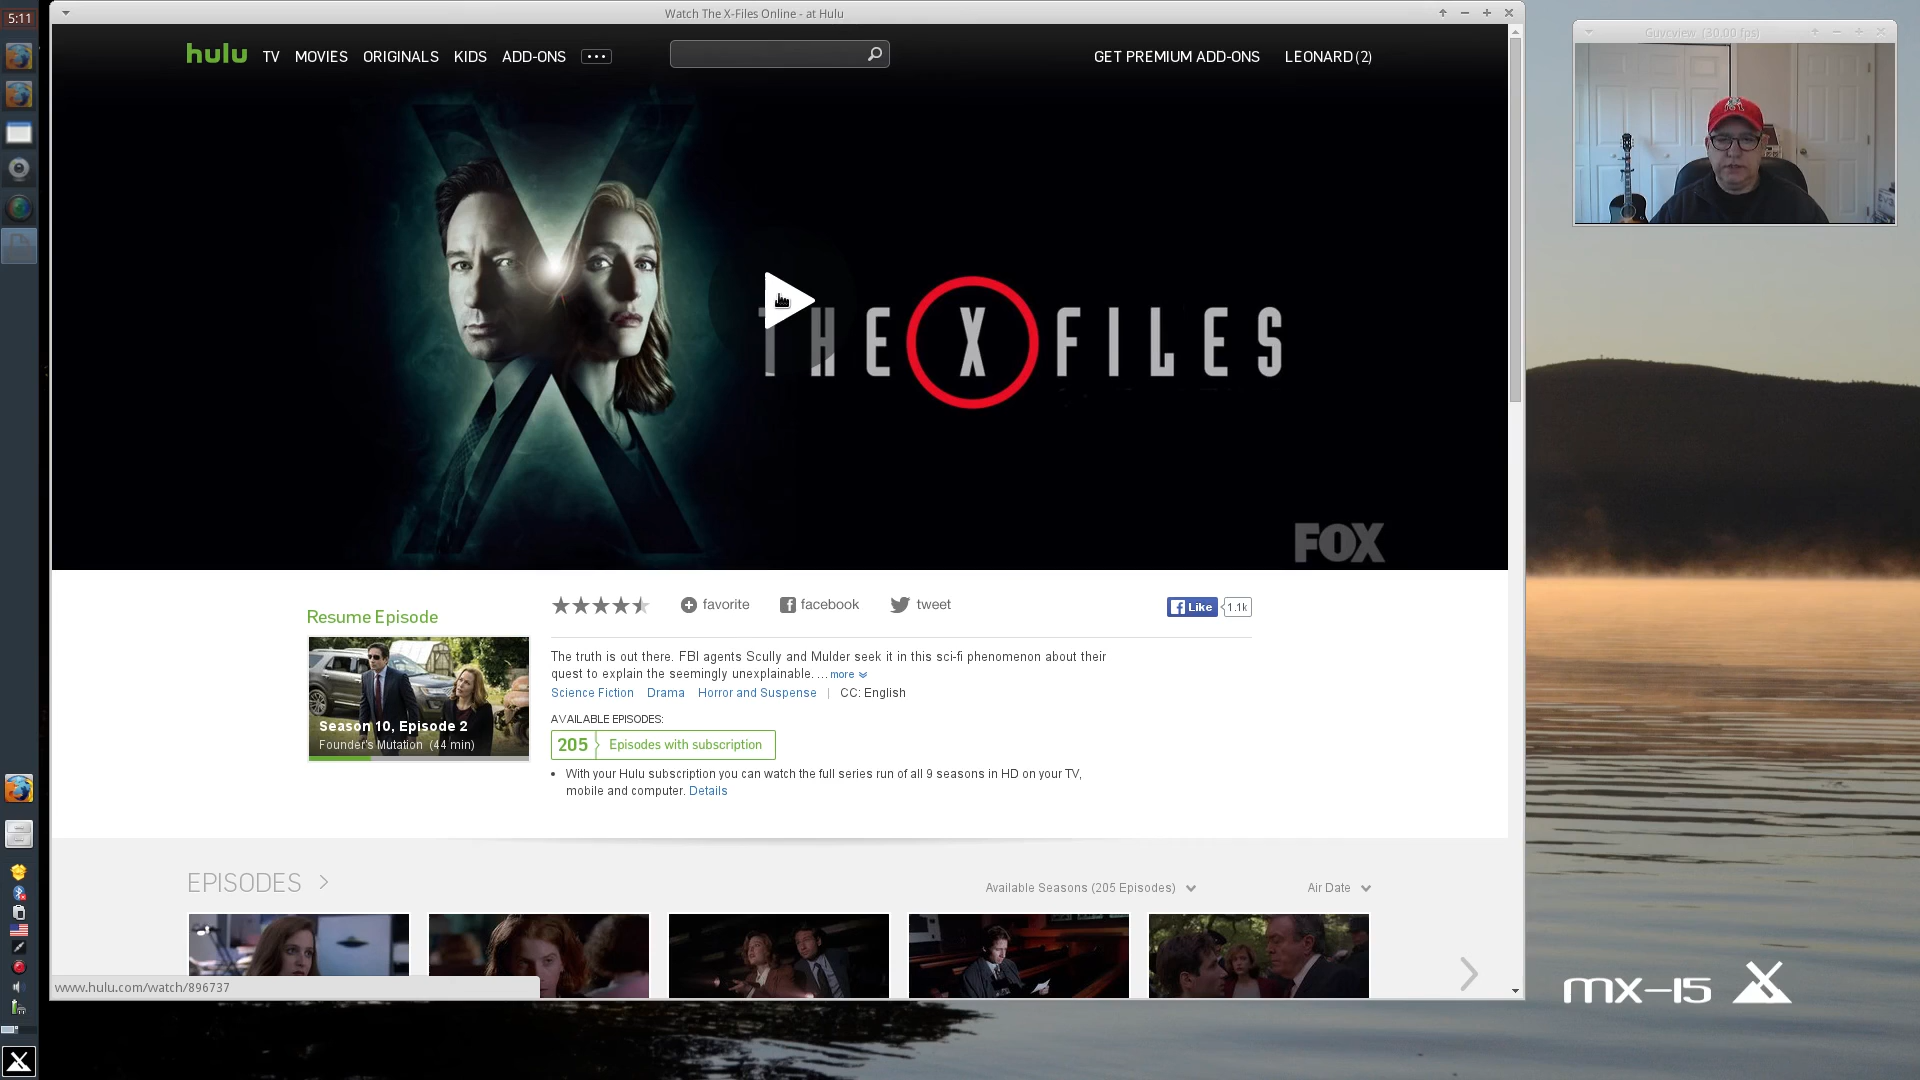 5:11
Watch The X-Files Online - at Hulu
Guvcview (30.00 fps)
hulu TV MOVIES ORIGINALS KIDS ADD-ONS GET PREMIUM ADD-ONS LEONARD (2)
THE X FILES
FOX
Resume Episode
Season 10, Episode 2
Founder's Mutation (44 min)
favorite facebook tweet Like 1.1k
The truth is out there. FBI agents Scully and Mulder seek it in this sci-fi phenomenon about their
quest to explain the seemingly unexplainable. ... more
Science Fiction Drama Horror and Suspense | CC: English
AVAILABLE EPISODES:
205 Episodes with subscription
• With your Hulu subscription you can watch the full series run of all 9 seasons in HD on your TV,
mobile and computer. Details
EPISODES Available Seasons (205 Episodes) Air Date
www.hulu.com/watch/896737
mx-15